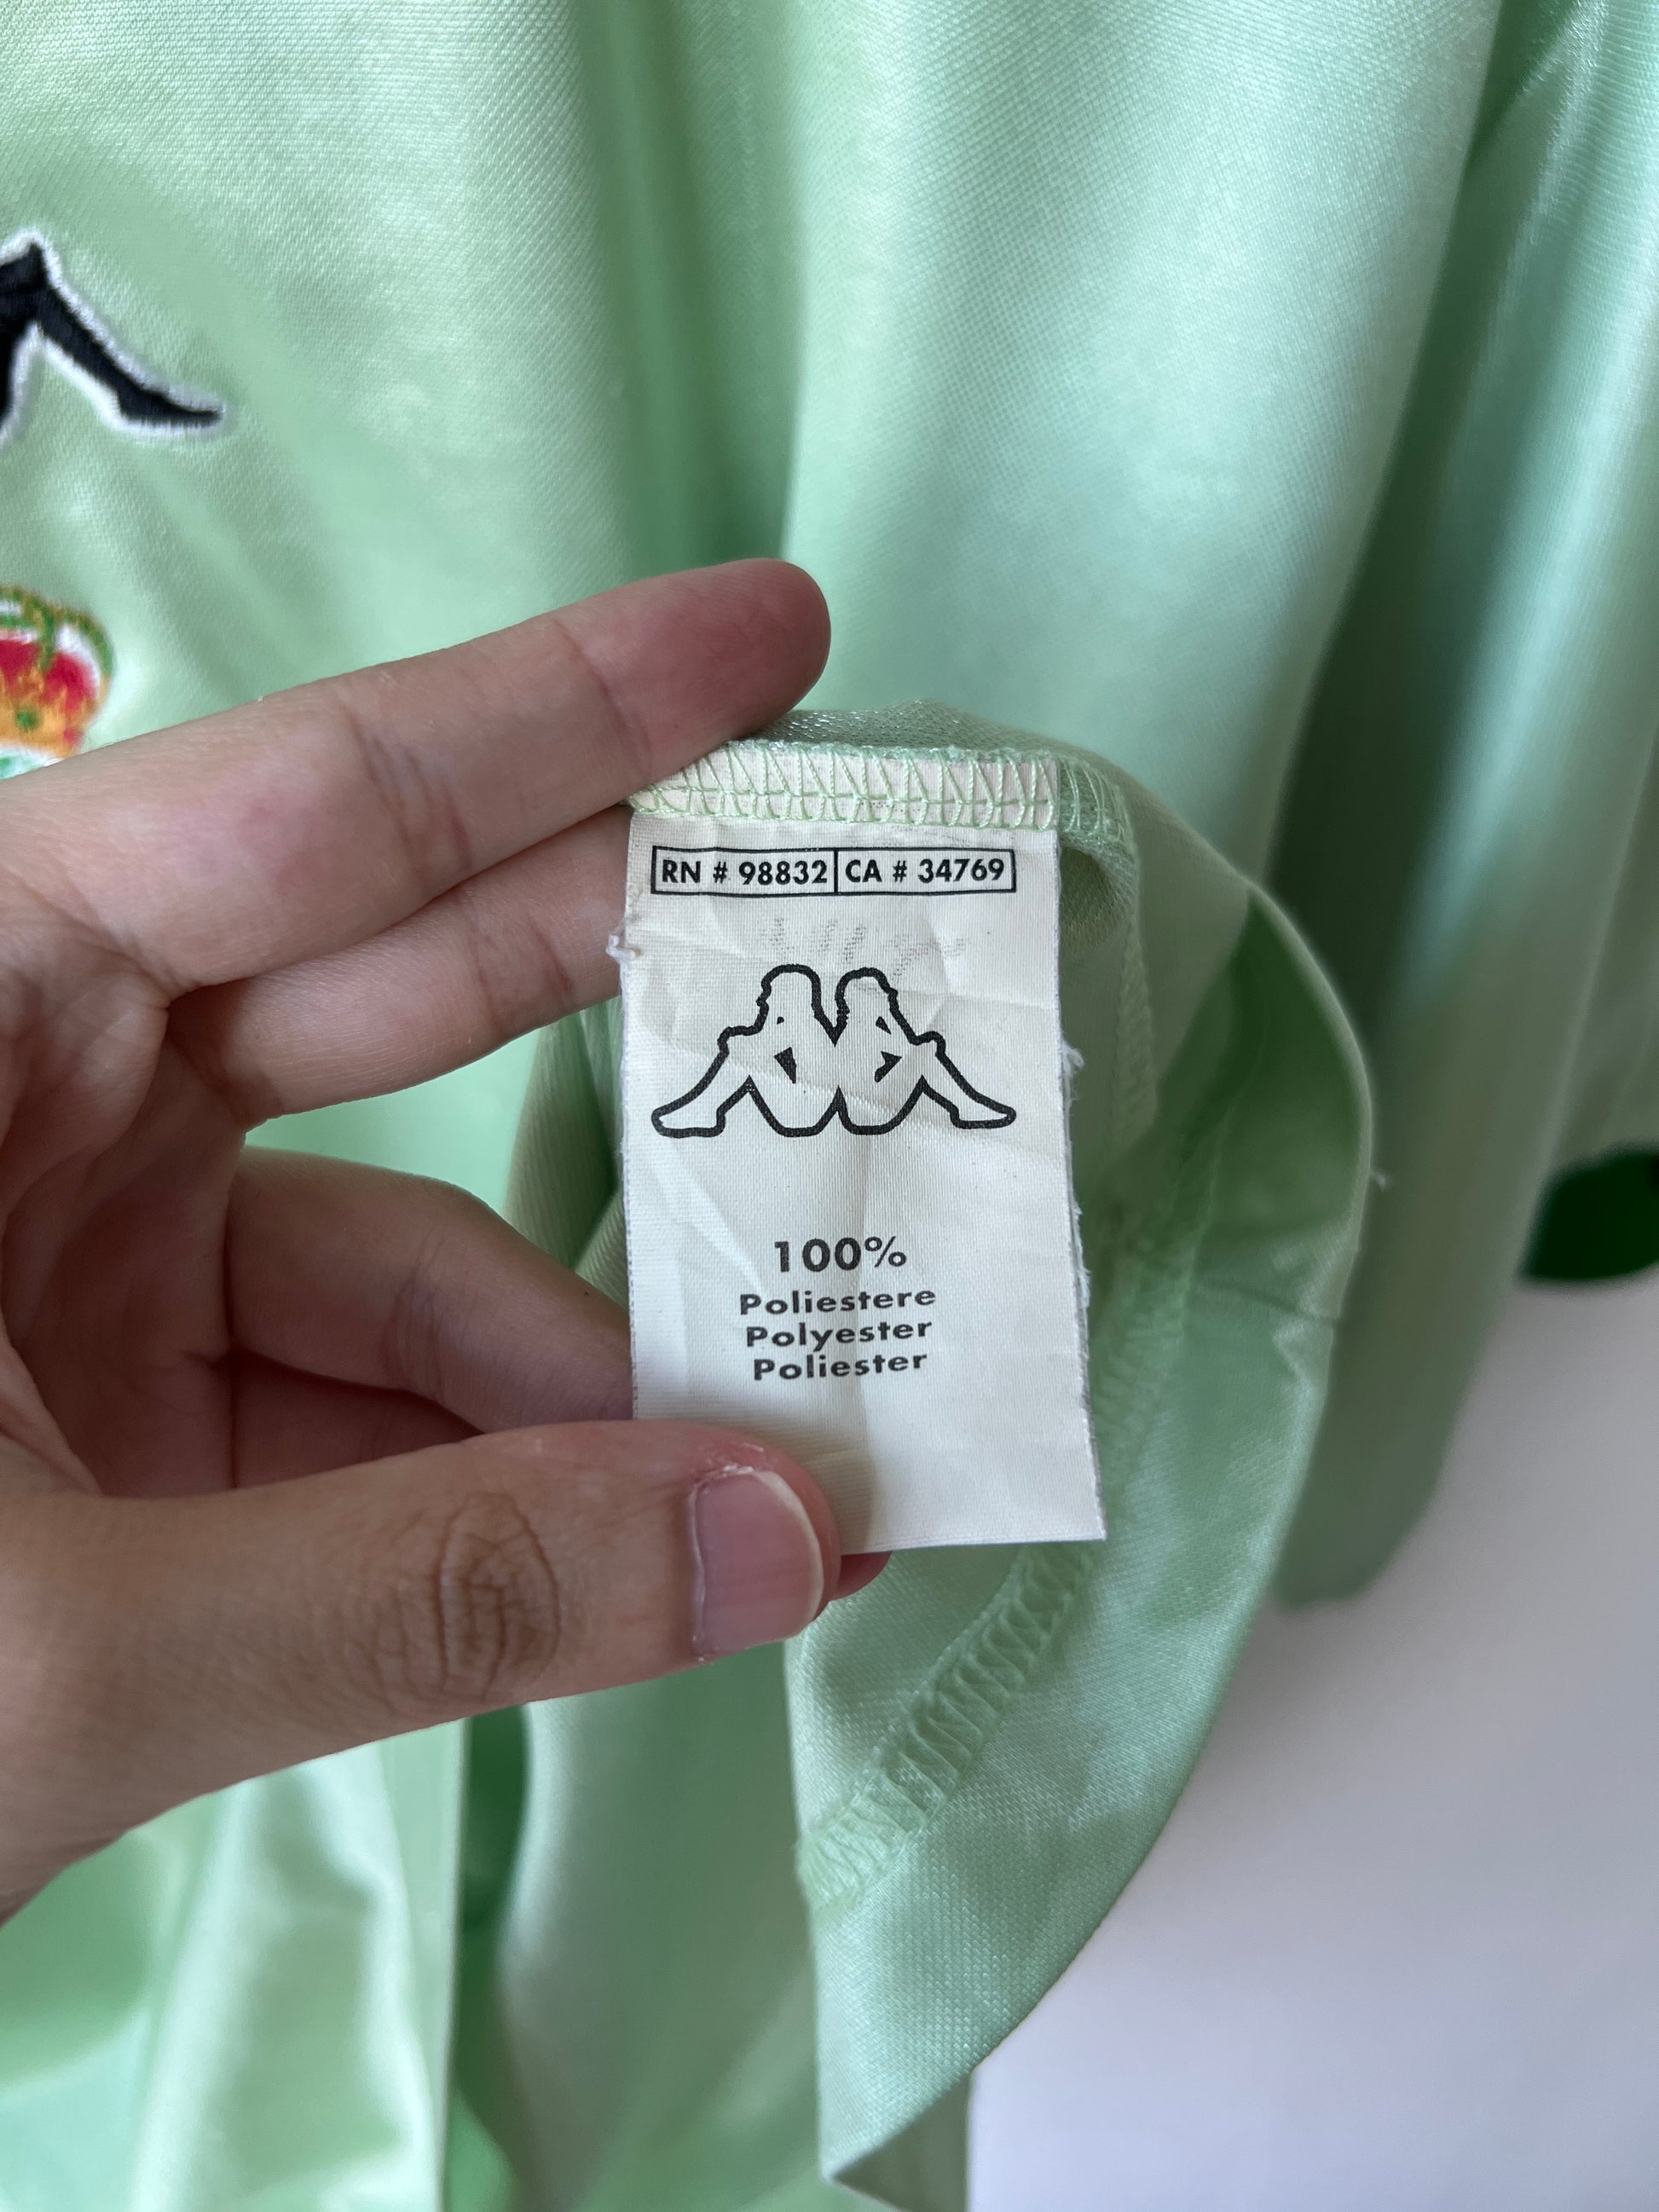 RN # 98832 CA # 34769
100%
Poliestere
Polyester
Poliester